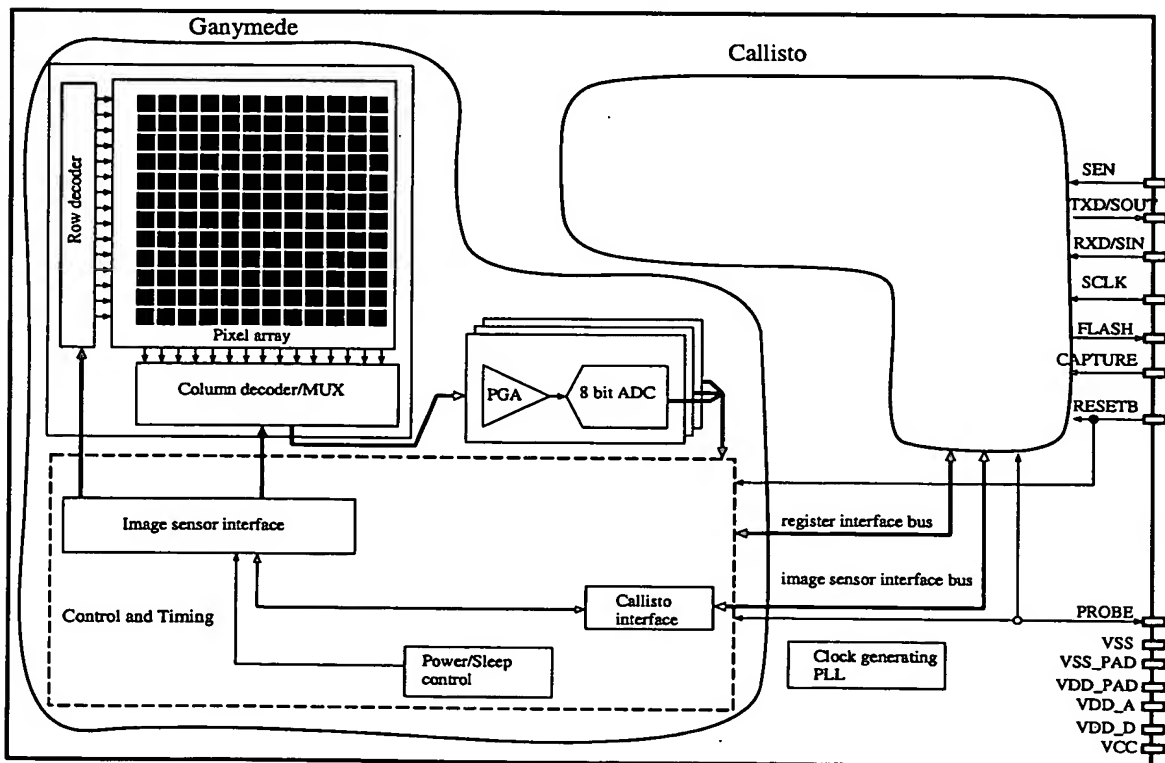 Ganymede
Callisto
Row decoder
Pixel array
Column decoder/MUX
PGA
8 bit ADC
SEN
TXD/SOUT
RXD/SIN
SCLK
FLASH
CAPTURE
RESETB
Image sensor interface
register interface bus
image sensor interface bus
Control and Timing
Callisto
interface
Power/Sleep
control
Clock generating
PLL
PROBE
VSS
VSS_PAD
VDD_PAD
VDD_A
VDD_D
VCC